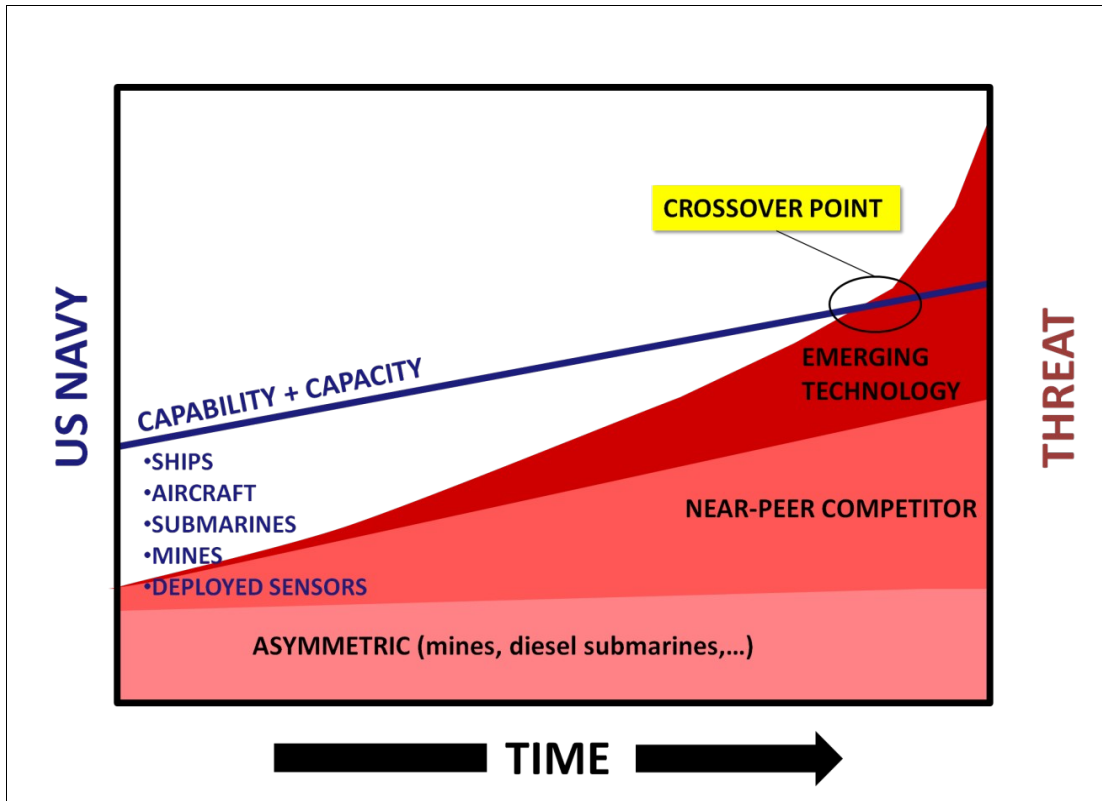 US NAVY
CROSSOVER POINT
CAPABILITY + CAPACITY
•SHIPS
•AIRCRAFT
•SUBMARINES
•MINES
•DEPLOYED SENSORS
EMERGING
TECHNOLOGY
NEAR-PEER COMPETITOR
ASYMMETRIC (mines, diesel submarines,...)
THREAT
TIME